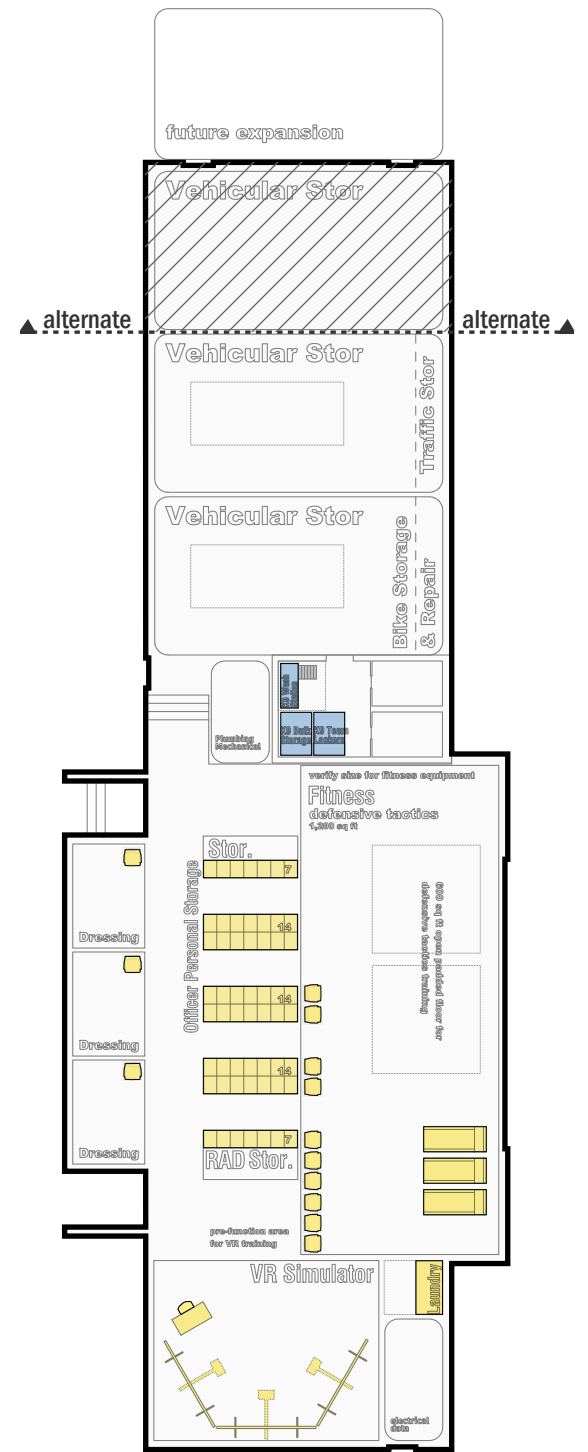 future expansion
Vehicular Stor
alternate
alternate
Vehicular Stor
Traffic Stor
Vehicular Stor
Bike Storage
& Repair
K9 Wash
Plumbing
Mechanical
K9 Bulk
Storage
K9 Team
Lockers
verify size for fitness equipment
Fitness
defensive tactics
1,200 sq ft
Stor.
7
Officer Personal Storage
14
14
14
7
RAD Stor.
600 sq ft open padded floor for
defensive tactics training
Dressing
Dressing
Dressing
pre-function area
for VR training
VR Simulator
Laundry
electrical
data